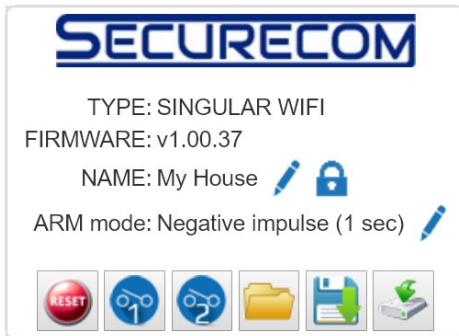 SECURECOM
TYPE: SINGULAR WIFI
FIRMWARE: v1.00.37
NAME: My House
ARM mode: Negative impulse (1 sec)
RESET 1 2